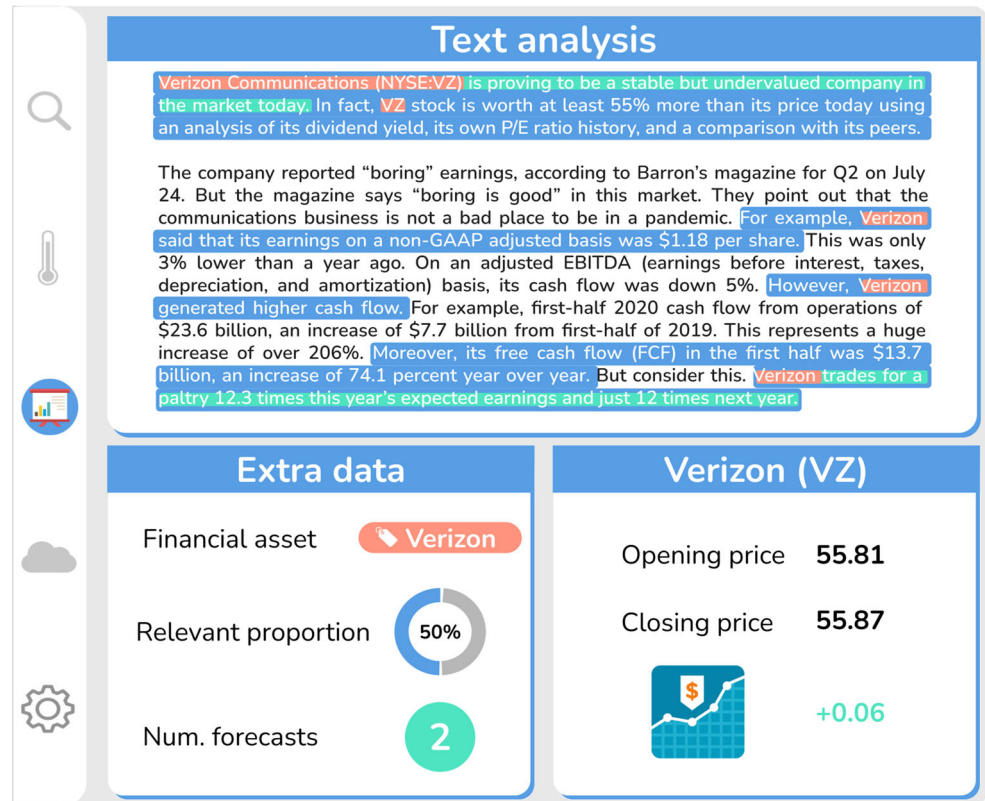 Text analysis
Verizon Communications (NYSE:VZ) is proving to be a stable but undervalued company in
the market today. In fact, VZ stock is worth at least 55% more than its price today using
an analysis of its dividend yield, its own P/E ratio history, and a comparison with its peers.
The company reported “boring” earnings, according to Barron’s magazine for Q2 on July
24. But the magazine says “boring is good” in this market. They point out that the
communications business is not a bad place to be in a pandemic. For example, Verizon
said that its earnings on a non-GAAP adjusted basis was $1.18 per share. This was only
3% lower than a year ago. On an adjusted EBITDA (earnings before interest, taxes,
depreciation, and amortization) basis, its cash flow was down 5%. However, Verizon
generated higher cash flow. For example, first-half 2020 cash flow from operations of
$23.6 billion, an increase of $7.7 billion from first-half of 2019. This represents a huge
increase of over 206%. Moreover, its free cash flow (FCF) in the first half was $13.7
billion, an increase of 74.1 percent year over year. But consider this. Verizon trades for a
paltry 12.3 times this year’s expected earnings and just 12 times next year.
Extra data
Financial asset Verizon
Relevant proportion 50%
Num. forecasts 2
Verizon (VZ)
Opening price 55.81
Closing price 55.87
$
+0.06